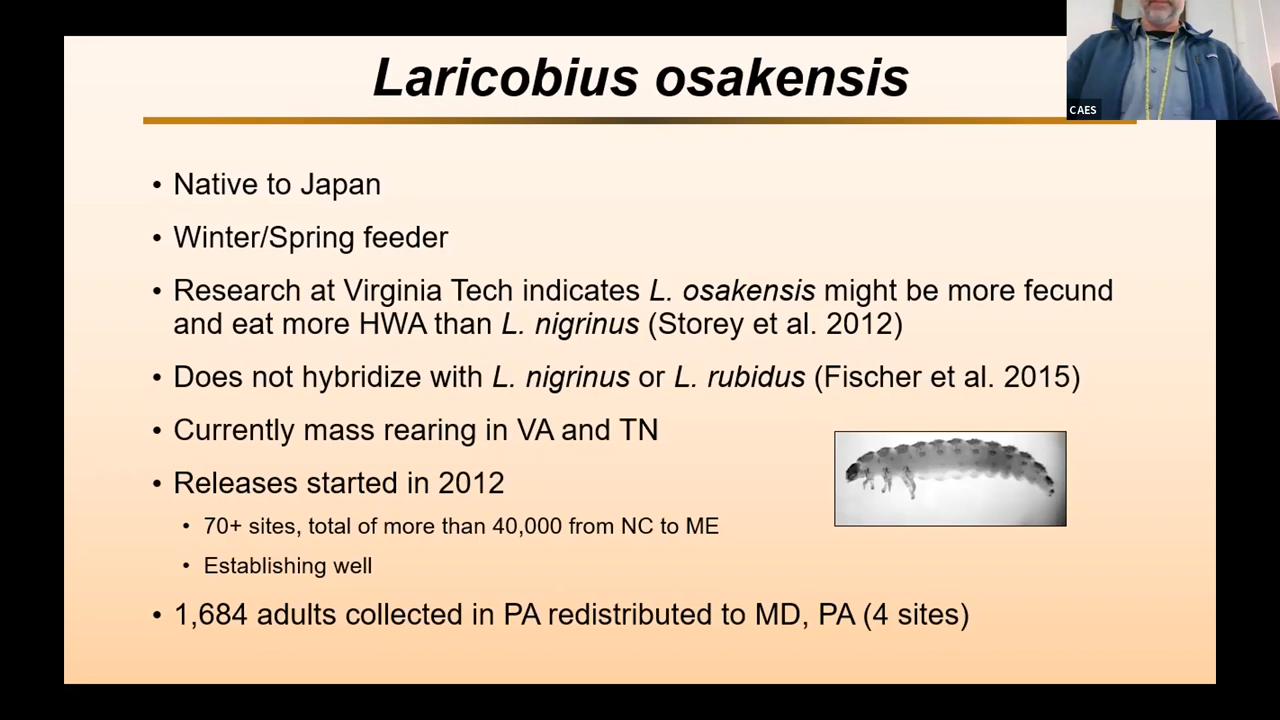 Laricobius osakensis
CAES
• Native to Japan
• Winter/Spring feeder
• Research at Virginia Tech indicates L. osakensis might be more fecund
and eat more HWA than L. nigrinus (Storey et al. 2012)
• Does not hybridize with L. nigrinus or L. rubidus (Fischer et al. 2015)
• Currently mass rearing in VA and TN
• Releases started in 2012
• 70+ sites, total of more than 40,000 from NC to ME
• Establishing well
• 1,684 adults collected in PA redistributed to MD, PA (4 sites)